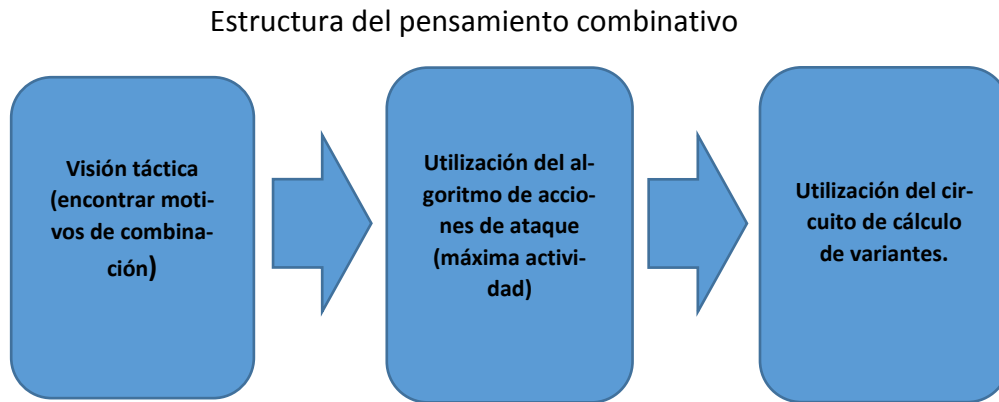 Estructura del pensamiento combinativo
Visión táctica
(encontrar moti-
vos de combina-
ción)
Utilización del al-
goritmo de accio-
nes de ataque
(máxima activi-
dad)
Utilización del cir-
cuito de cálculo
de variantes.